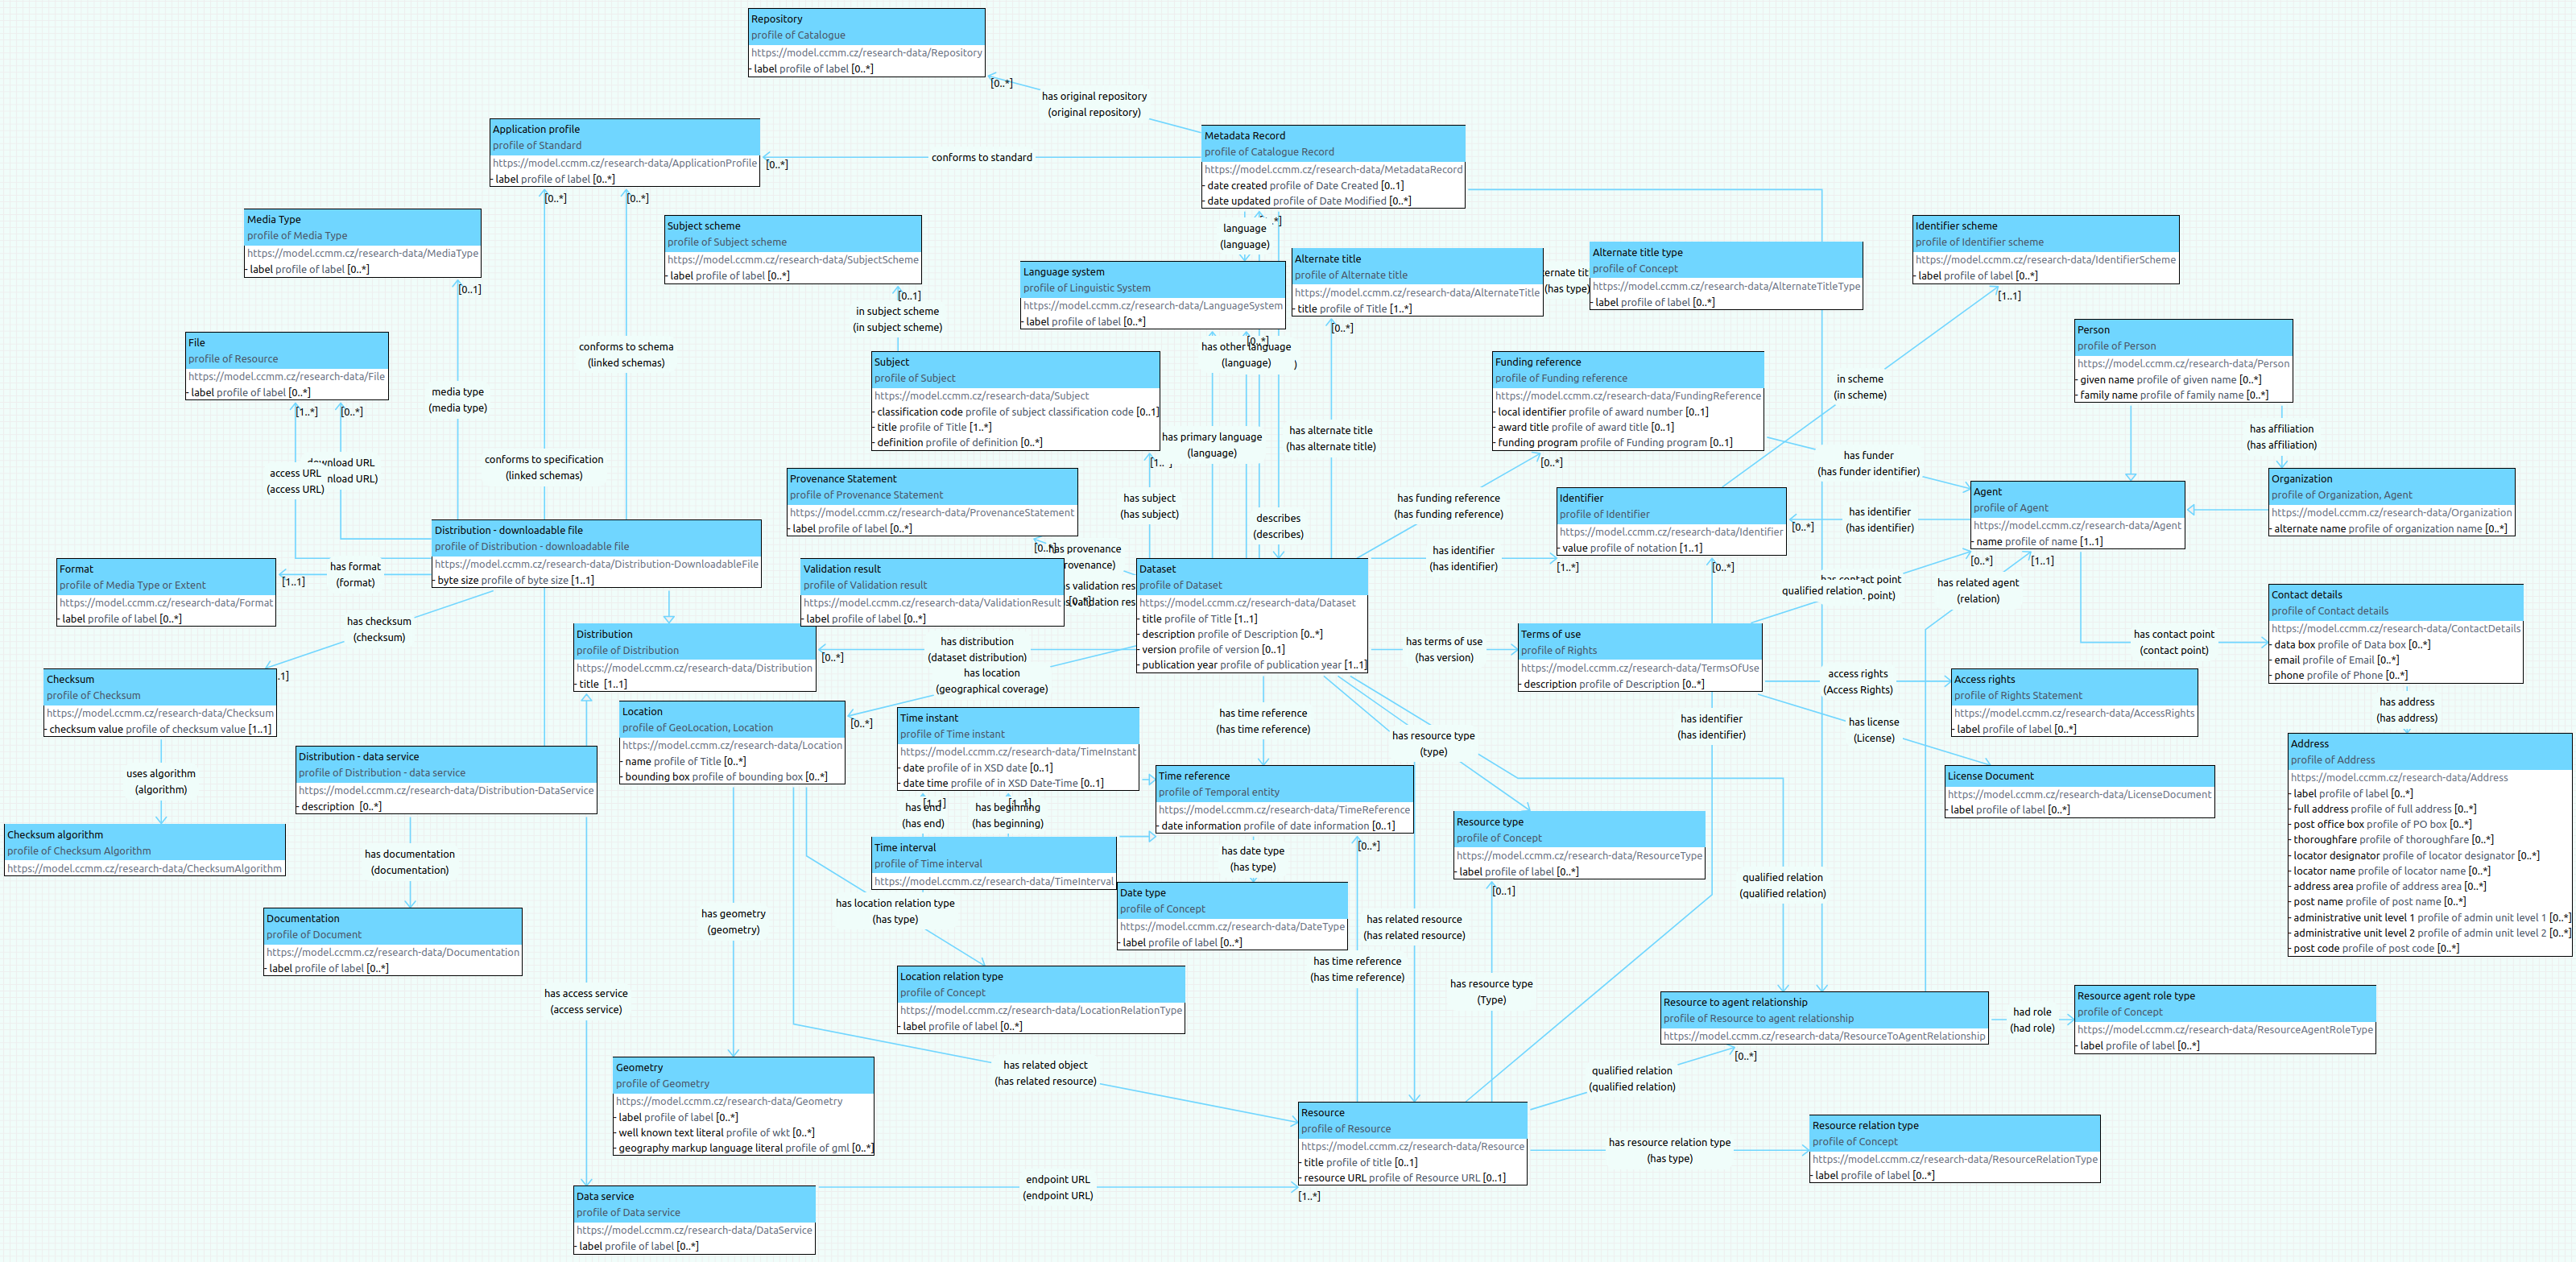 Repository
profile of Catalogue
https://model.ccmm.cz/research-data/Repository
- label profile of label [0..*]
[0..*]
has original repository
(original repository)
Application profile
profile of Standard
https://model.ccmm.cz/research-data/ApplicationProfile
- label profile of label [0..*]
[0..*]
conforms to standard
Metadata Record
profile of Catalogue Record
https://model.ccmm.cz/research-data/MetadataRecord
- date created profile of Date Created [0..1]
- date updated profile of Date Modified [0..*]
[0..*]
[0..*]
Media Type
profile of Media Type
https://model.ccmm.cz/research-data/MediaType
- label profile of label [0..*]
[0..1]
Subject scheme
profile of Subject scheme
https://model.ccmm.cz/research-data/SubjectScheme
- label profile of label [0..*]
[0..1]
in subject scheme
(in subject scheme)
language
(language)
Language system
profile of Linguistic System
https://model.ccmm.cz/research-data/LanguageSystem
- label profile of label [0..*]
Alternate title
profile of Alternate title
https://model.ccmm.cz/research-data/AlternateTitle
- title profile of Title [1..*]
[0..*]
ernate tit
(has type)
Alternate title type
profile of Concept
https://model.ccmm.cz/research-data/AlternateTitleType
- label profile of label [0..*]
Identifier scheme
profile of Identifier scheme
https://model.ccmm.cz/research-data/IdentifierScheme
- label profile of label [0..*]
[1..1]
File
profile of Resource
https://model.ccmm.cz/research-data/File
- label profile of label [0..*]
[1..*]
[0..*]
media type
(media type)
conforms to schema
(linked schemas)
Subject
profile of Subject
https://model.ccmm.cz/research-data/Subject
- classification code profile of subject classification code [0..1]
- title profile of Title [1..*]
- definition profile of definition [0..*]
has other language
(language)
[0..*]
Funding reference
profile of Funding reference
https://model.ccmm.cz/research-data/FundingReference
- local identifier profile of award number [0..1]
- award title profile of award title [0..1]
- funding program profile of Funding program [0..1]
[0..*]
in scheme
(in scheme)
Person
profile of Person
https://model.ccmm.cz/research-data/Person
- given name profile of given name [0..*]
- family name profile of family name [0..*]
has affiliation
(has affiliation)
has primary language
(language)
has alternate title
(has alternate title)
has funder
(has funder identifier)
access URL
(access URL)
download URL
nload URL)
conforms to specification
(linked schemas)
Provenance Statement
profile of Provenance Statement
https://model.ccmm.cz/research-data/ProvenanceStatement
- label profile of label [0..*]
has subject
(has subject)
describes
(describes)
has funding reference
(has funding reference)
Identifier
profile of Identifier
https://model.ccmm.cz/research-data/Identifier
- value profile of notation [1..1]
[1..*]
[0..*]
[0..*]
has identifier
(has identifier)
Agent
profile of Agent
https://model.ccmm.cz/research-data/Agent
- name profile of name [1..1]
[0..*]
[1..1]
Organization
profile of Organization, Agent
https://model.ccmm.cz/research-data/Organization
- alternate name profile of organization name [0..*]
Distribution - downloadable file
profile of Distribution - downloadable file
https://model.ccmm.cz/research-data/Distribution-DownloadableFile
- byte size profile of byte size [1..1]
Format
profile of Media Type or Extent
https://model.ccmm.cz/research-data/Format
- label profile of label [0..*]
[1..1]
has format
(format)
has provenance
provenance)
Validation result
profile of Validation result
https://model.ccmm.cz/research-data/ValidationResult
- label profile of label [0..*]
Dataset
profile of Dataset
https://model.ccmm.cz/research-data/Dataset
- title profile of Title [1..1]
- description profile of Description [0..*]
- version profile of version [0..1]
- publication year profile of publication year [1..1]
has identifier
(has identifier)
has contact point
qualified relation
point)
has related agent
(relation)
Contact details
profile of Contact details
https://model.ccmm.cz/research-data/ContactDetails
- data box profile of Data box [0..*]
- email profile of Email [0..*]
- phone profile of Phone [0..*]
has contact point
(contact point)
has checksum
(checksum)
Distribution
profile of Distribution
https://model.ccmm.cz/research-data/Distribution
- title [1..1]
[0..*]
has distribution
(dataset distribution)
has location
(geographical coverage)
has terms of use
(has version)
Terms of use
profile of Rights
https://model.ccmm.cz/research-data/TermsOfUse
- description profile of Description [0..*]
access rights
(Access Rights)
Access rights
profile of Rights Statement
https://model.ccmm.cz/research-data/AccessRights
- label profile of label [0..*]
has address
(has address)
Checksum
profile of Checksum
https://model.ccmm.cz/research-data/Checksum
- checksum value profile of checksum value [1..1]
Location
profile of GeoLocation, Location
https://model.ccmm.cz/research-data/Location
- name profile of Title [0..*]
- bounding box profile of bounding box [0..*]
[0..*]
Time instant
profile of Time instant
https://model.ccmm.cz/research-data/TimeInstant
- date profile of in XSD date [0..1]
- date time profile of in XSD Date-Time [0..1]
has time reference
(has time reference)
has resource type
(type)
has identifier
(has identifier)
has license
(License)
Address
profile of Address
https://model.ccmm.cz/research-data/Address
- label profile of label [0..*]
- full address profile of full address [0..*]
- post office box profile of PO box [0..*]
- thoroughfare profile of thoroughfare [0..*]
- locator designator profile of locator designator [0..*]
- locator name profile of locator name [0..*]
- address area profile of address area [0..*]
- post name profile of post name [0..*]
- administrative unit level 1 profile of admin unit level 1 [0..*]
- administrative unit level 2 profile of admin unit level 2 [0..*]
- post code profile of post code [0..*]
uses algorithm
(algorithm)
Distribution - data service
profile of Distribution - data service
https://model.ccmm.cz/research-data/Distribution-DataService
- description [0..*]
Time reference
profile of Temporal entity
https://model.ccmm.cz/research-data/TimeReference
- date information profile of date information [0..1]
[0..*]
License Document
profile of License Document
https://model.ccmm.cz/research-data/LicenseDocument
- label profile of label [0..*]
has end
(has end)
[1..1]
has beginning
(has beginning)
[1..1]
Resource type
profile of Concept
https://model.ccmm.cz/research-data/ResourceType
- label profile of label [0..*]
[0..1]
Checksum algorithm
profile of Checksum Algorithm
https://model.ccmm.cz/research-data/ChecksumAlgorithm
has documentation
(documentation)
Time interval
profile of Time interval
https://model.ccmm.cz/research-data/TimeInterval
has date type
(has type)
Date type
profile of Concept
https://model.ccmm.cz/research-data/DateType
- label profile of label [0..*]
qualified relation
(qualified relation)
Documentation
profile of Document
https://model.ccmm.cz/research-data/Documentation
- label profile of label [0..*]
has geometry
(geometry)
has location relation type
(has type)
has related resource
(has related resource)
has time reference
(has time reference)
has resource type
(Type)
Location relation type
profile of Concept
https://model.ccmm.cz/research-data/LocationRelationType
- label profile of label [0..*]
has access service
(access service)
Resource to agent relationship
profile of Resource to agent relationship
https://model.ccmm.cz/research-data/ResourceToAgentRelationship
[0..*]
had role
(had role)
Resource agent role type
profile of Concept
https://model.ccmm.cz/research-data/ResourceAgentRoleType
- label profile of label [0..*]
Geometry
profile of Geometry
https://model.ccmm.cz/research-data/Geometry
- label profile of label [0..*]
- well known text literal profile of wkt [0..*]
- geography markup language literal profile of gml [0..*]
has related object
(has related resource)
qualified relation
(qualified relation)
Resource
profile of Resource
https://model.ccmm.cz/research-data/Resource
- title profile of title [0..1]
- resource URL profile of Resource URL [0..1]
[1..*]
has resource relation type
(has type)
Resource relation type
profile of Concept
https://model.ccmm.cz/research-data/ResourceRelationType
- label profile of label [0..*]
Data service
profile of Data service
https://model.ccmm.cz/research-data/DataService
- label profile of label [0..*]
endpoint URL
(endpoint URL)